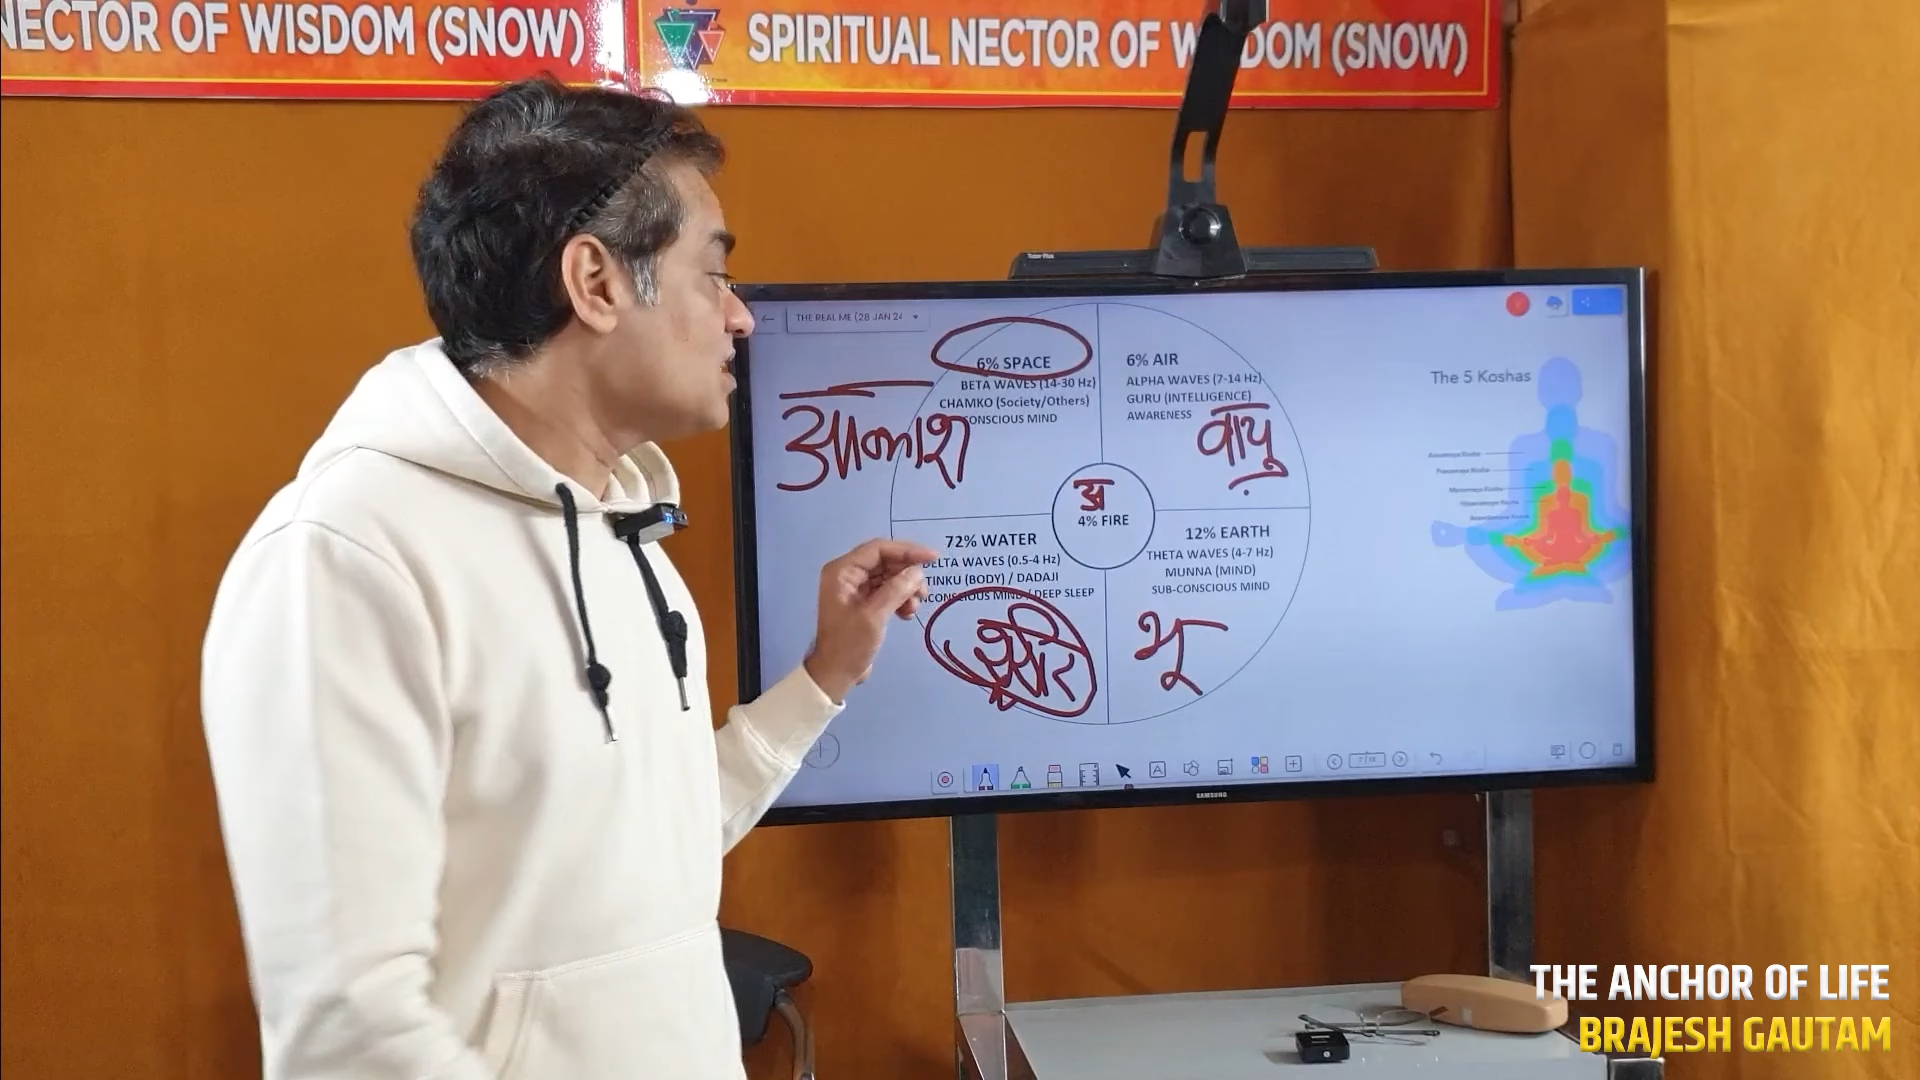 NECTOR OF WISDOM (SNOW)
SPIRITUAL NECTOR OF W DOM (SNOW)
THE REAL ME (28 JAN 24
6% SPACE
BETA WAVES (14-30 Hz)
CHAMKO (Society/Others)
CONSCIOUS MIND
आकाश
6% AIR
ALPHA WAVES (7-14 Hz)
GURU (INTELLIGENCE)
AWARENESS
वायु
The 5 Koshas
अ
4% FIRE
72% WATER
DELTA WAVES (0.5-4 Hz)
TINKU (BODY) / DADAJI
NCONSCIOUS MIND / DEEP SLEEP
12% EARTH
THETA WAVES (4-7 Hz)
MUNNA (MIND)
SUB-CONSCIOUS MIND
भू
SAMSUNG
THE ANCHOR OF LIFE
BRAJESH GAUTAM